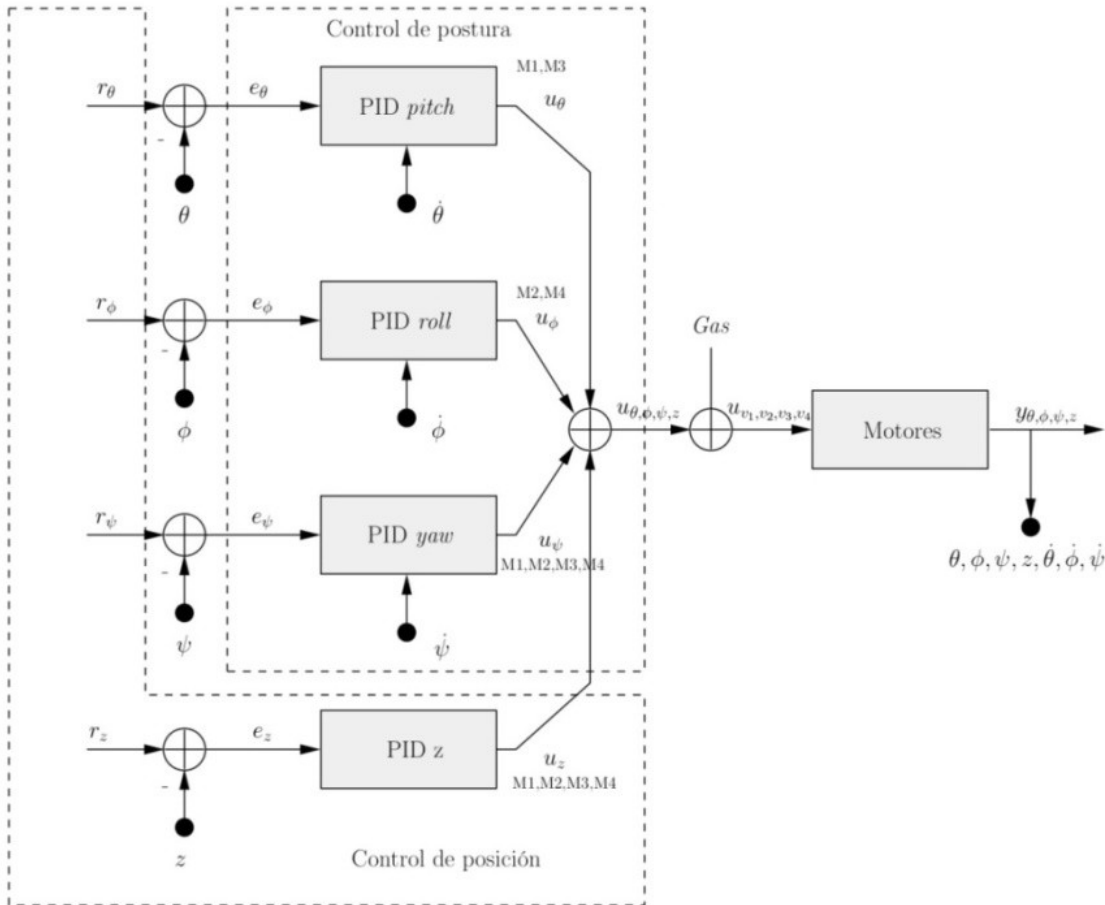 Control de postura
M1,M3
r_θ
e_θ
PID pitch
u_θ
-
θ
θ̇
M2,M4
r_ϕ
e_ϕ
PID roll
u_ϕ
-
ϕ
ϕ̇
Gas
u_θ,ϕ,ψ,z
u_v₁,v₂,v₃,v₄
Motores
y_θ,ϕ,ψ,z
θ, ϕ, ψ, z, θ̇, ϕ̇, ψ̇
r_ψ
e_ψ
PID yaw
u_ψ
M1,M2,M3,M4
-
ψ
ψ̇
r_z
e_z
PID z
u_z
M1,M2,M3,M4
-
z
Control de posición